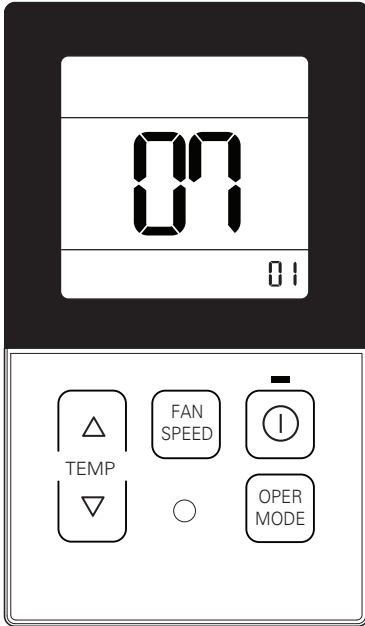 07
01
FAN
SPEED
TEMP
OPER
MODE